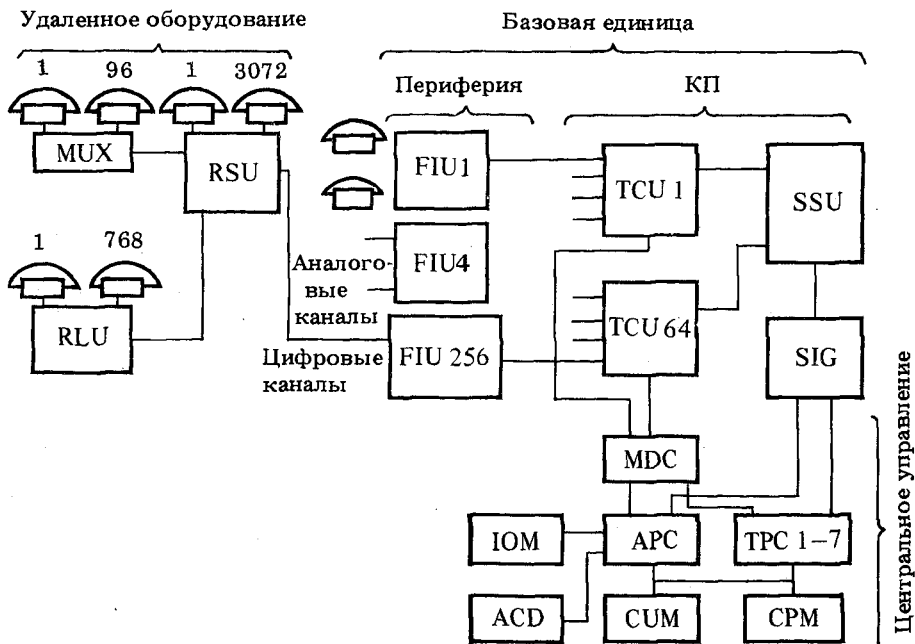 Удаленное оборудование
Базовая единица
1 96 1 3072
Периферия
КП
MUX
RSU
FIU 1
TCU 1
SSU
1 768
Аналого-
вые
каналы
FIU4
RLU
Цифровые
каналы
FIU 256
TCU 64
SIG
MDC
IOM
APC
TPC 1–7
ACD
CUM
CPM
Центральное управление